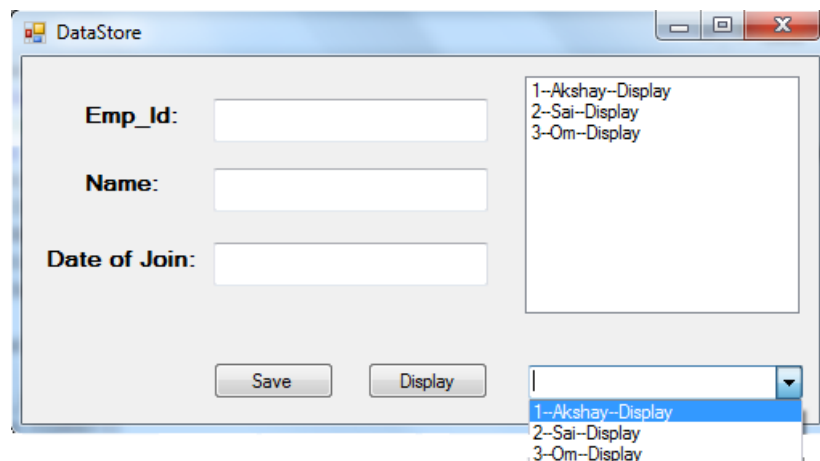 DataStore
Emp_Id:
Name:
Date of Join:
1--Akshay--Display
2--Sai--Display
3--Om--Display
Save
Display
1--Akshay--Display
2--Sai--Display
3--Om--Display